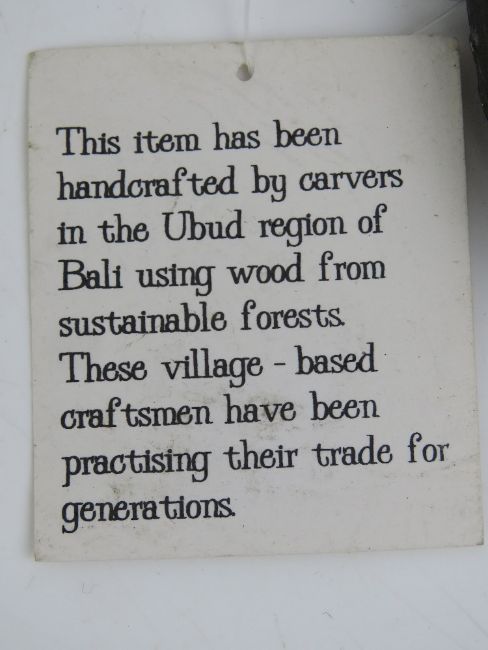 This item has been
handcrafted by carvers
in the Ubud region of
Bali using wood from
sustainable forests.
These village - based
craftsmen have been
practising their trade for
generations.